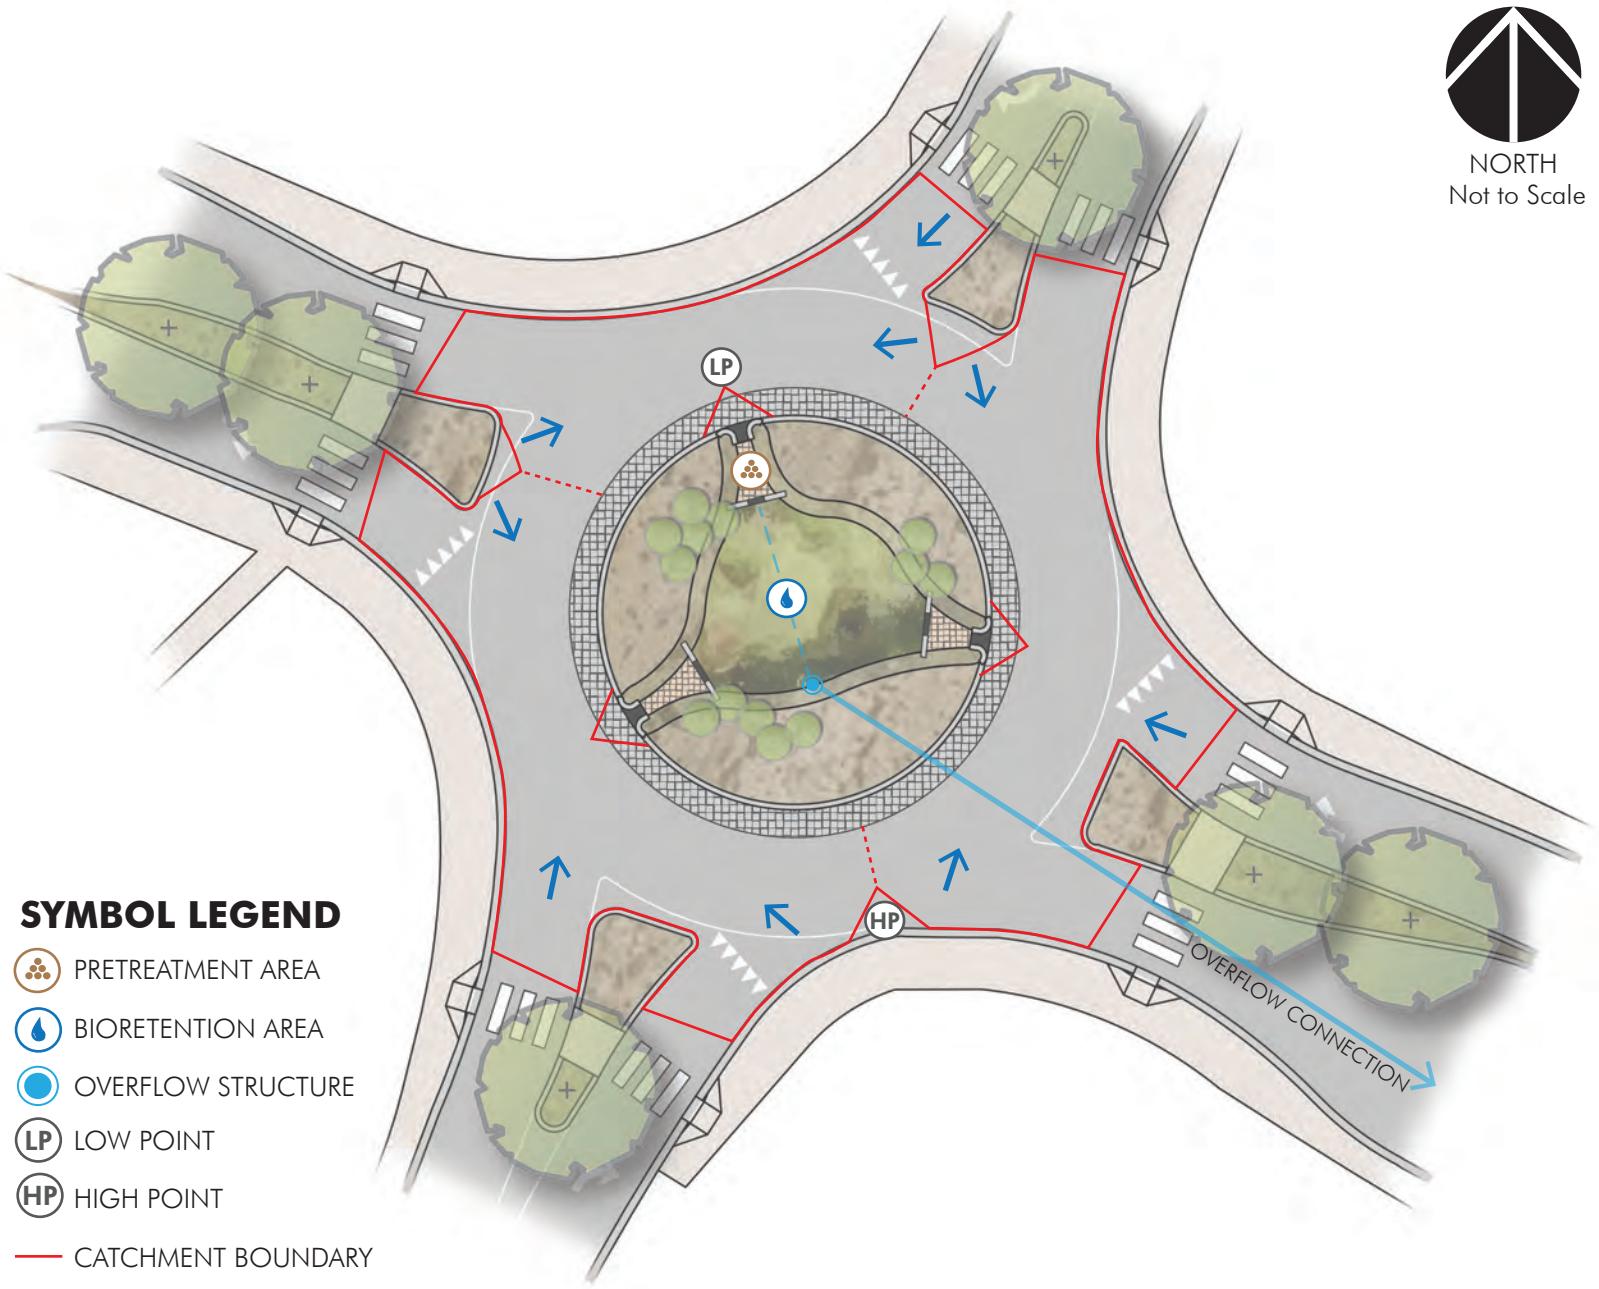 NORTH
Not to Scale
LP
HP
OVERFLOW CONNECTION
SYMBOL LEGEND
PRETREATMENT AREA
BIORETENTION AREA
OVERFLOW STRUCTURE
LP LOW POINT
HP HIGH POINT
CATCHMENT BOUNDARY